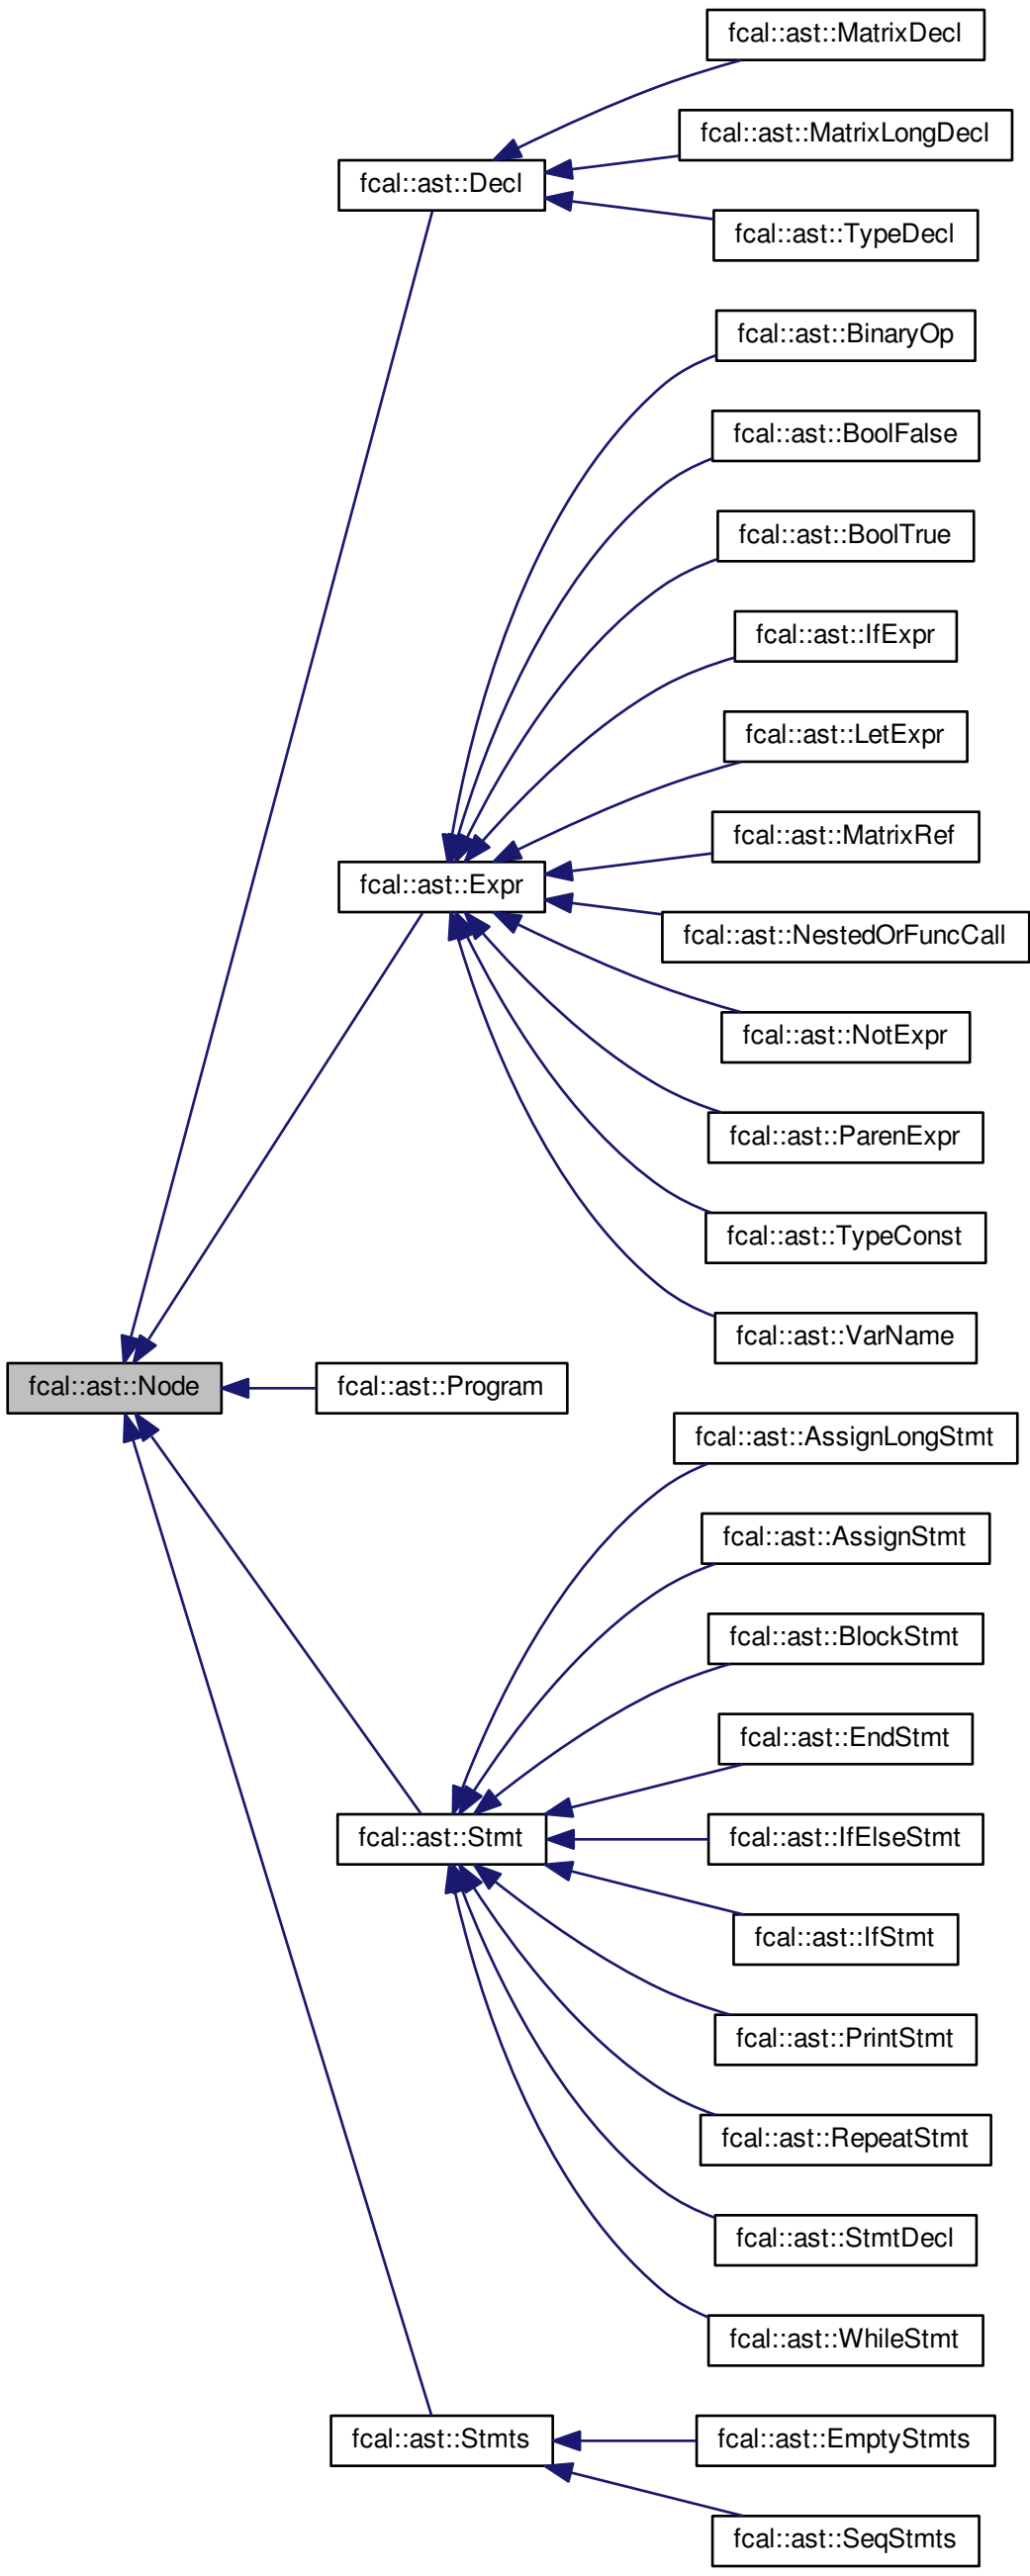 fcal::ast::MatrixDecl
fcal::ast::MatrixLongDecl
fcal::ast::Decl
fcal::ast::TypeDecl
fcal::ast::BinaryOp
fcal::ast::BoolFalse
fcal::ast::BoolTrue
fcal::ast::IfExpr
fcal::ast::LetExpr
fcal::ast::MatrixRef
fcal::ast::Expr
fcal::ast::NestedOrFuncCall
fcal::ast::NotExpr
fcal::ast::ParenExpr
fcal::ast::TypeConst
fcal::ast::VarName
fcal::ast::Node
fcal::ast::Program
fcal::ast::AssignLongStmt
fcal::ast::AssignStmt
fcal::ast::BlockStmt
fcal::ast::EndStmt
fcal::ast::Stmt
fcal::ast::IfElseStmt
fcal::ast::IfStmt
fcal::ast::PrintStmt
fcal::ast::RepeatStmt
fcal::ast::StmtDecl
fcal::ast::WhileStmt
fcal::ast::Stmts
fcal::ast::EmptyStmts
fcal::ast::SeqStmts